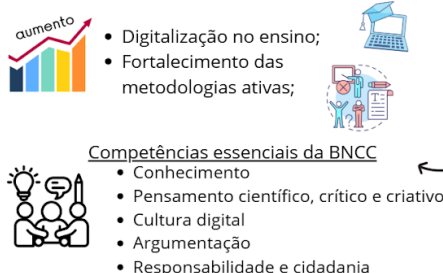 aumento
• Digitalização no ensino;
• Fortalecimento das
metodologias ativas;
Competências essenciais da BNCC
• Conhecimento
• Pensamento científico, crítico e criativo
• Cultura digital
• Argumentação
• Responsabilidade e cidadania